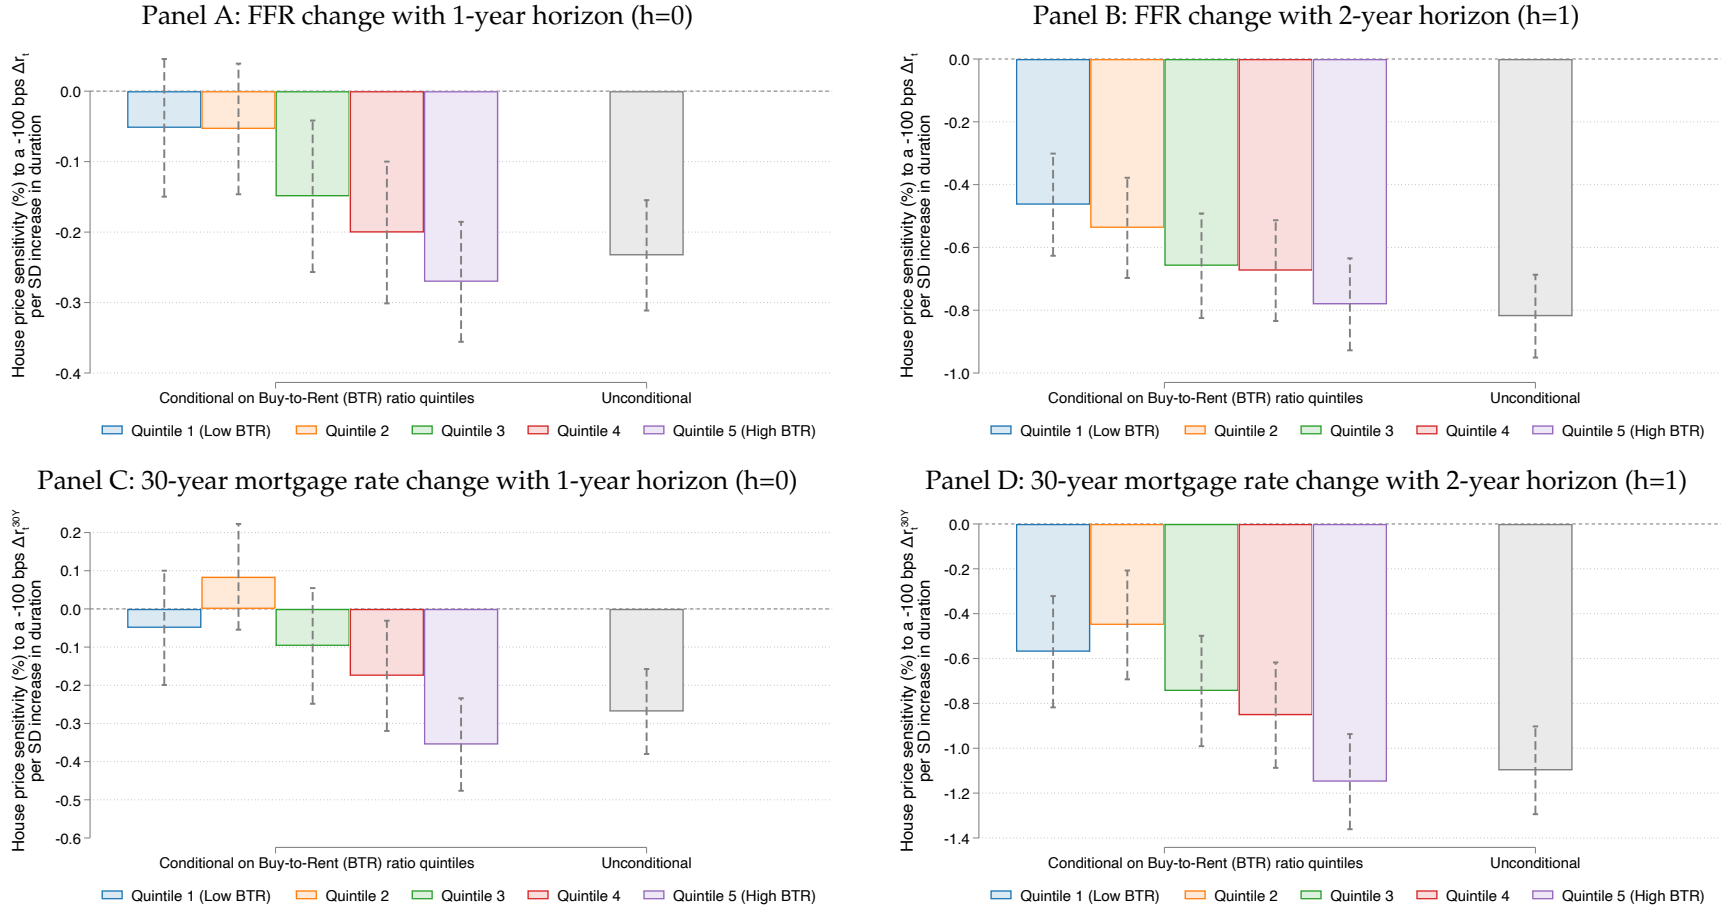 Panel A: FFR change with 1-year horizon (h=0)
House price sensitivity (%) to a -100 bps Δr_t
per SD increase in duration
0.0
-0.1
-0.2
-0.3
-0.4
Conditional on Buy-to-Rent (BTR) ratio quintiles
Unconditional
Quintile 1 (Low BTR)
Quintile 2
Quintile 3
Quintile 4
Quintile 5 (High BTR)
Panel B: FFR change with 2-year horizon (h=1)
House price sensitivity (%) to a -100 bps Δr_t
per SD increase in duration
0.0
-0.2
-0.4
-0.6
-0.8
-1.0
Conditional on Buy-to-Rent (BTR) ratio quintiles
Unconditional
Quintile 1 (Low BTR)
Quintile 2
Quintile 3
Quintile 4
Quintile 5 (High BTR)
Panel C: 30-year mortgage rate change with 1-year horizon (h=0)
House price sensitivity (%) to a -100 bps Δr_t^30Y
per SD increase in duration
0.2
0.1
0.0
-0.1
-0.2
-0.3
-0.4
-0.5
-0.6
Conditional on Buy-to-Rent (BTR) ratio quintiles
Unconditional
Quintile 1 (Low BTR)
Quintile 2
Quintile 3
Quintile 4
Quintile 5 (High BTR)
Panel D: 30-year mortgage rate change with 2-year horizon (h=1)
House price sensitivity (%) to a -100 bps Δr_t^30Y
per SD increase in duration
0.0
-0.2
-0.4
-0.6
-0.8
-1.0
-1.2
-1.4
Conditional on Buy-to-Rent (BTR) ratio quintiles
Unconditional
Quintile 1 (Low BTR)
Quintile 2
Quintile 3
Quintile 4
Quintile 5 (High BTR)